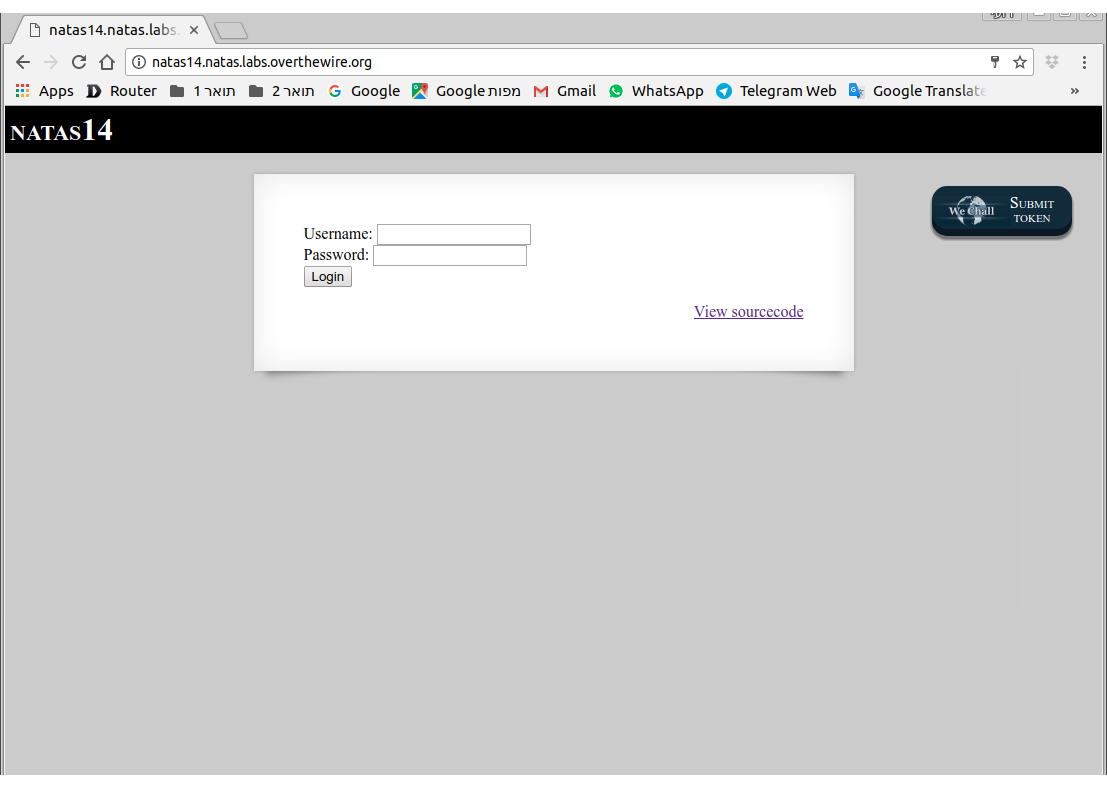 natas14.natas.labs.
natas14.natas.labs.overthewire.org
Apps Router תואר 1 תואר 2 Google Google מפות Gmail WhatsApp Telegram Web Google Translate »
NATAS14
Username:
Password:
Login
View sourcecode
We Chall SUBMIT TOKEN